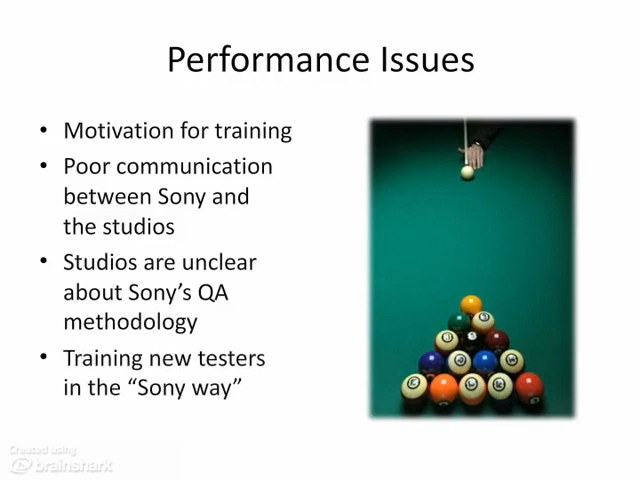 Performance Issues
• Motivation for training
• Poor communication
between Sony and
the studios
• Studios are unclear
about Sony’s QA
methodology
• Training new testers
in the “Sony way”
Created using
brainshark